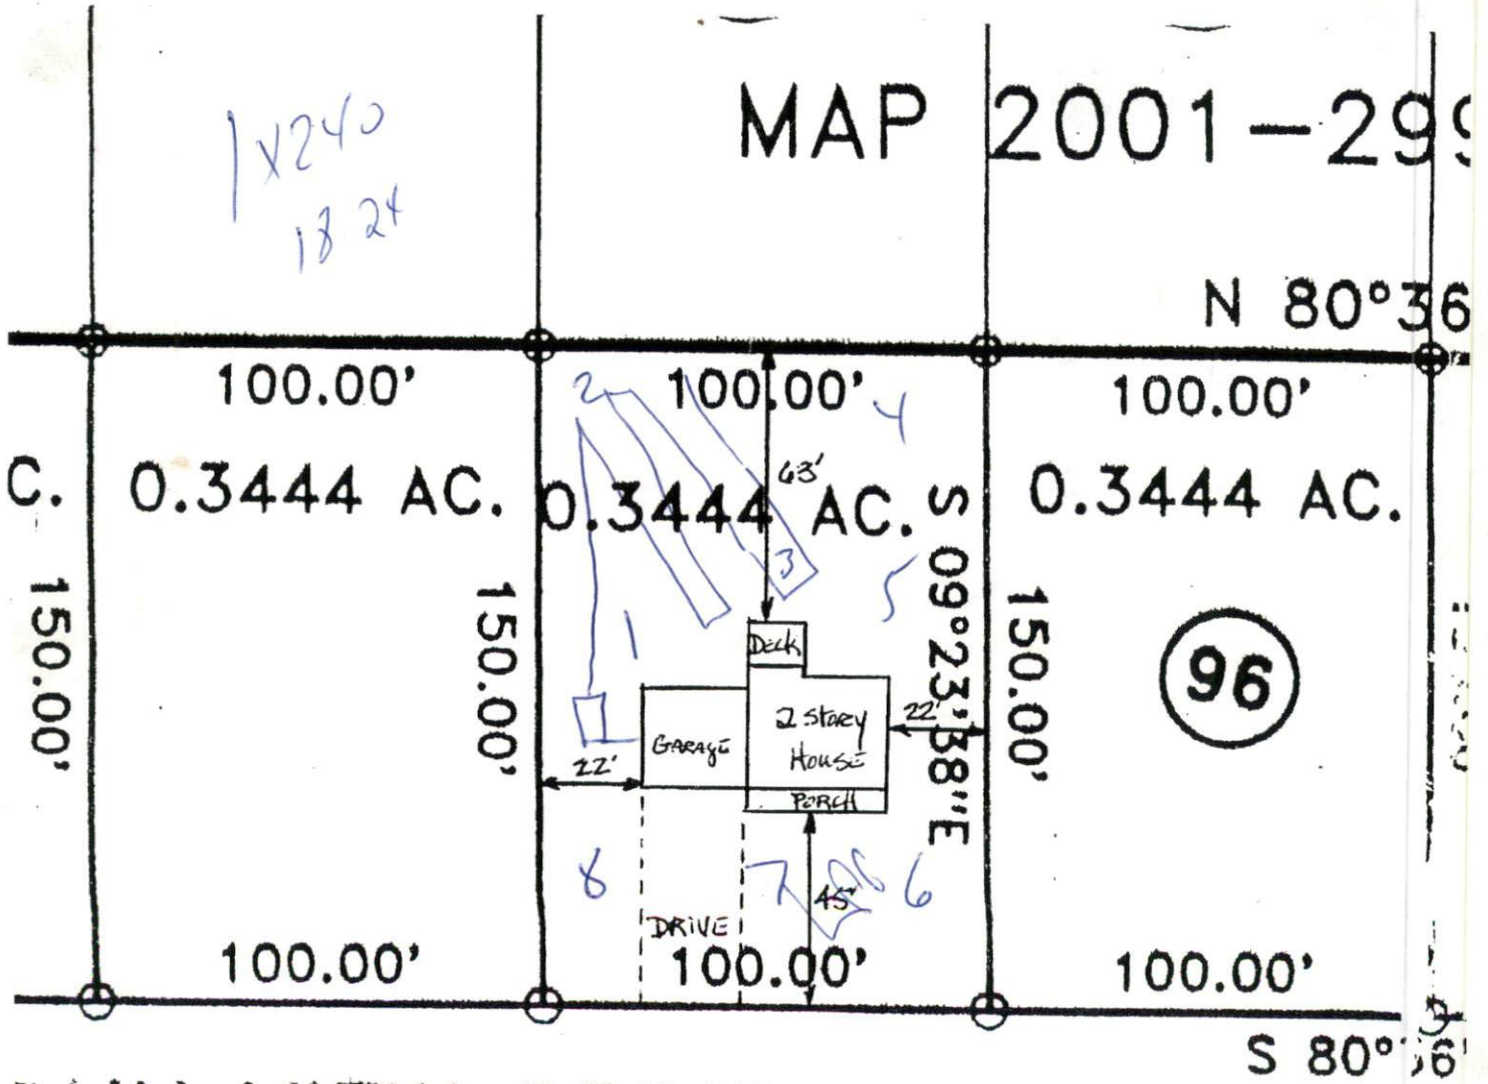 MAP 2001-299
1 x240
18 24
N 80°36
100.00'
100.00'
100.00'
2
4
63'
C.
0.3444 AC.
0.3444 AC.
0.3444 AC.
3
5
1
150.00'
150.00'
S 09°23'38"E
150.00'
96
DECK
GARAGE
2 STORY
HOUSE
22'
22'
PORCH
8
7
6
45'
DRIVE
100.00'
100.00'
100.00'
S 80°36'